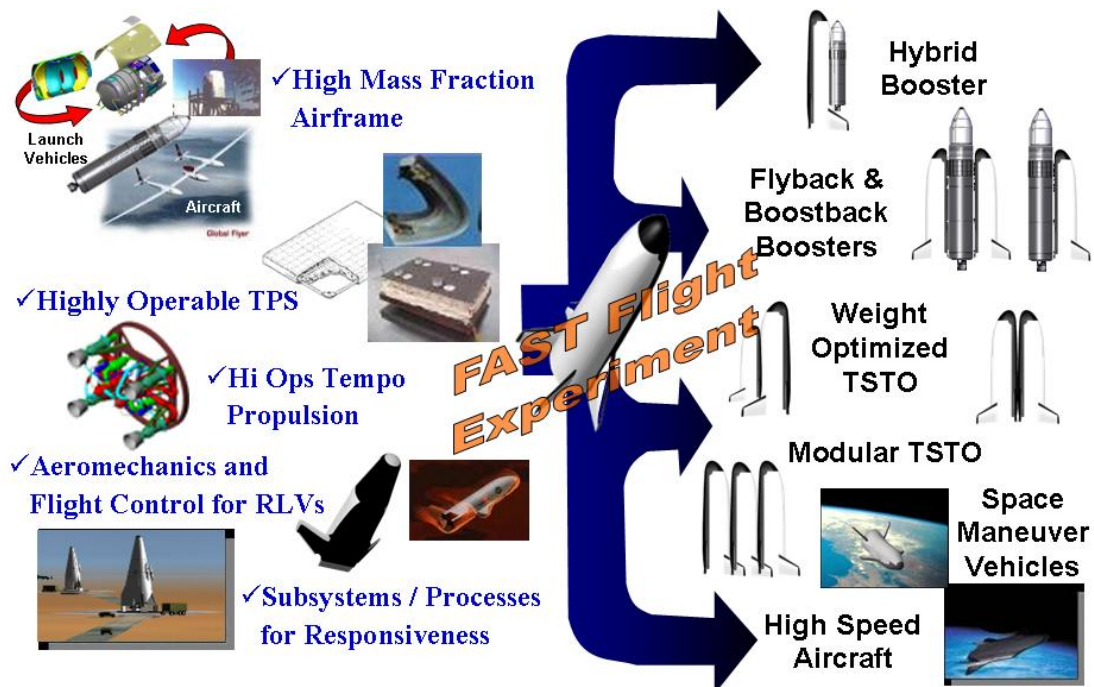 ✓High Mass Fraction
Airframe
Launch
Vehicles
Aircraft
Global Flyer
✓Highly Operable TPS
✓Hi Ops Tempo
Propulsion
✓Aeromechanics and
Flight Control for RLVs
✓Subsystems / Processes
for Responsiveness
FAST Flight
Experiment
Hybrid
Booster
Flyback &
Boostback
Boosters
Weight
Optimized
TSTO
Modular TSTO
Space
Maneuver
Vehicles
High Speed
Aircraft